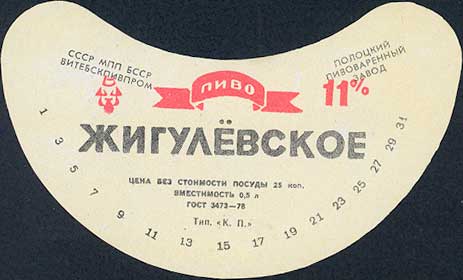 СССР МПП БССР
ВИТЕБСКПИВПРОМ
ПОЛОЦКИЙ
ПИВОВАРЕННЫЙ
ЗАВОД
ПИВО
11%
ЖИГУЛЁВСКОЕ
ЦЕНА БЕЗ СТОИМОСТИ ПОСУДЫ 25 коп.
ВМЕСТИМОСТЬ 0,5 л
ГОСТ 3473—78
Тип. «К. П.»
1 3 5 7 9 11 13 15 17 19 21 23 25 27 29 31